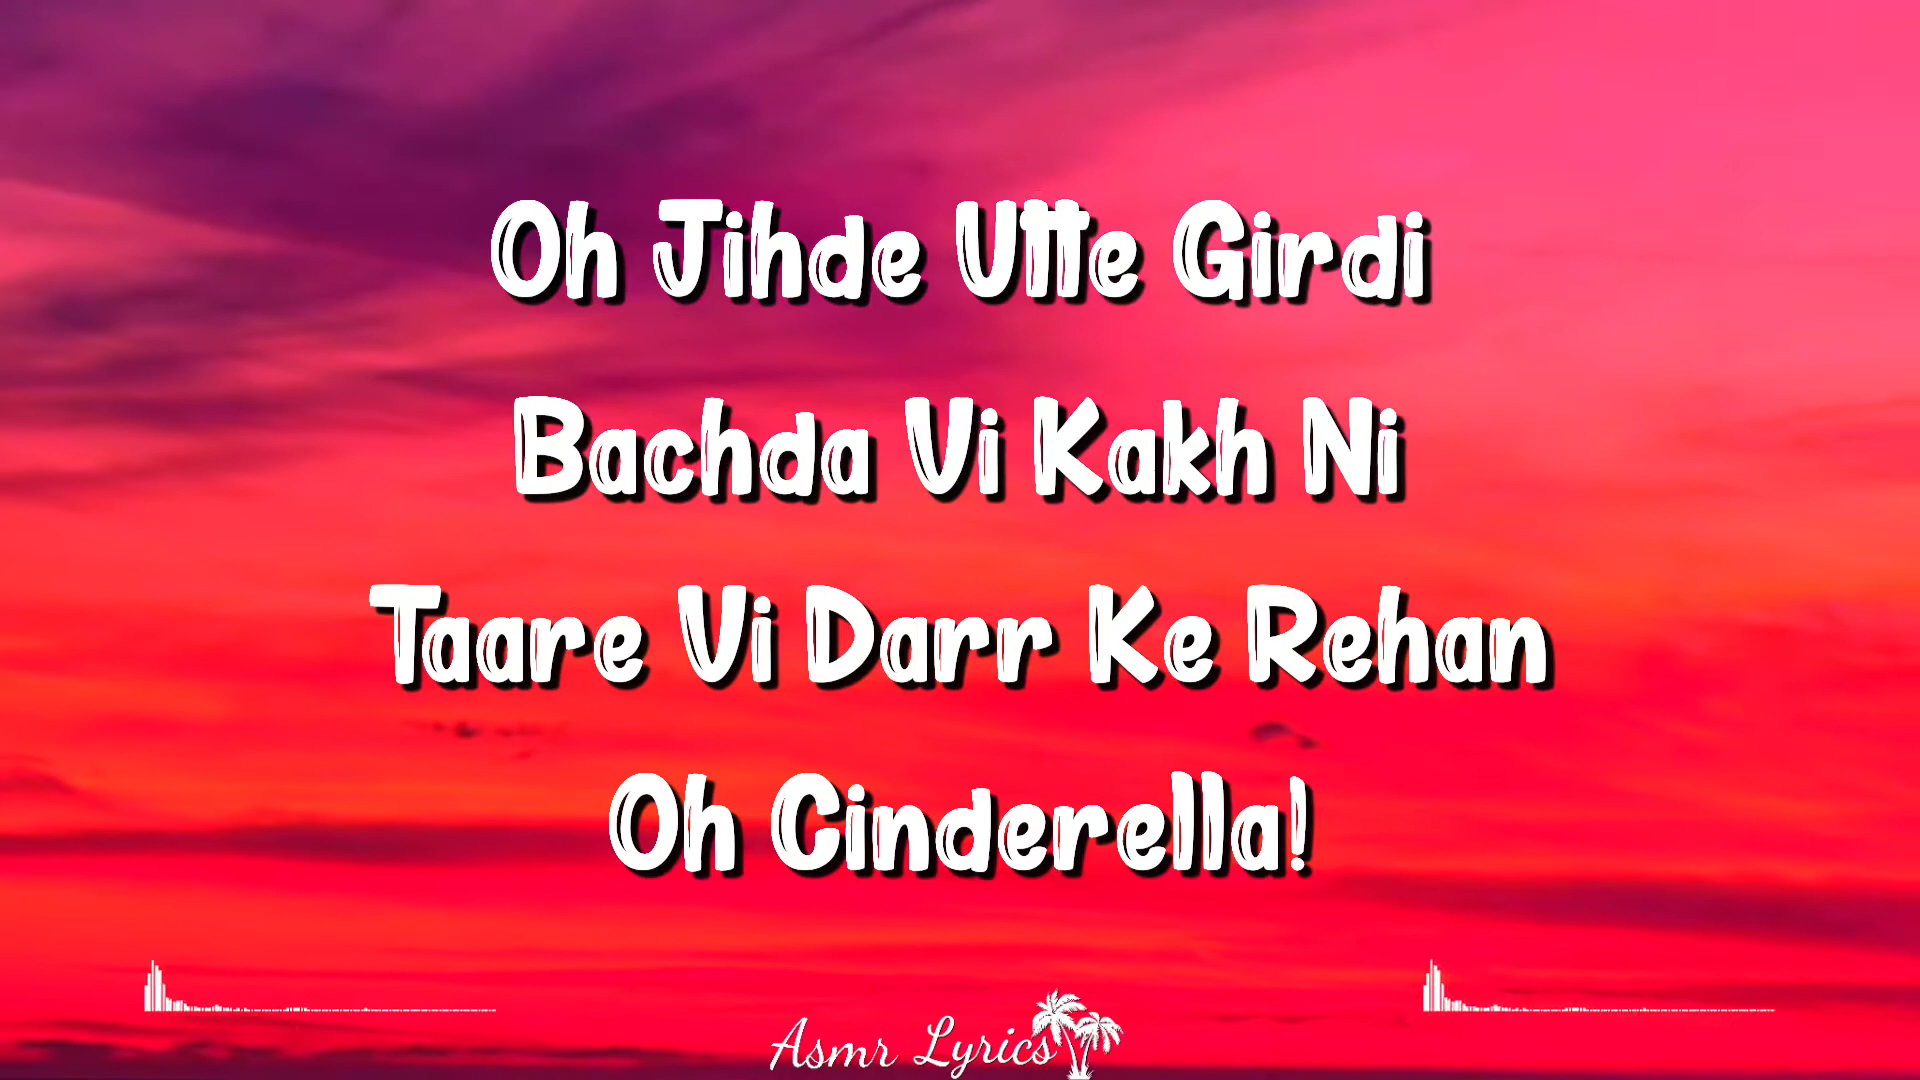 Oh Jihde Utte Girdi
Bachda Vi Kakh Ni
Taare Vi Darr Ke Rehan
Oh Cinderella!
Asmr Lyrics